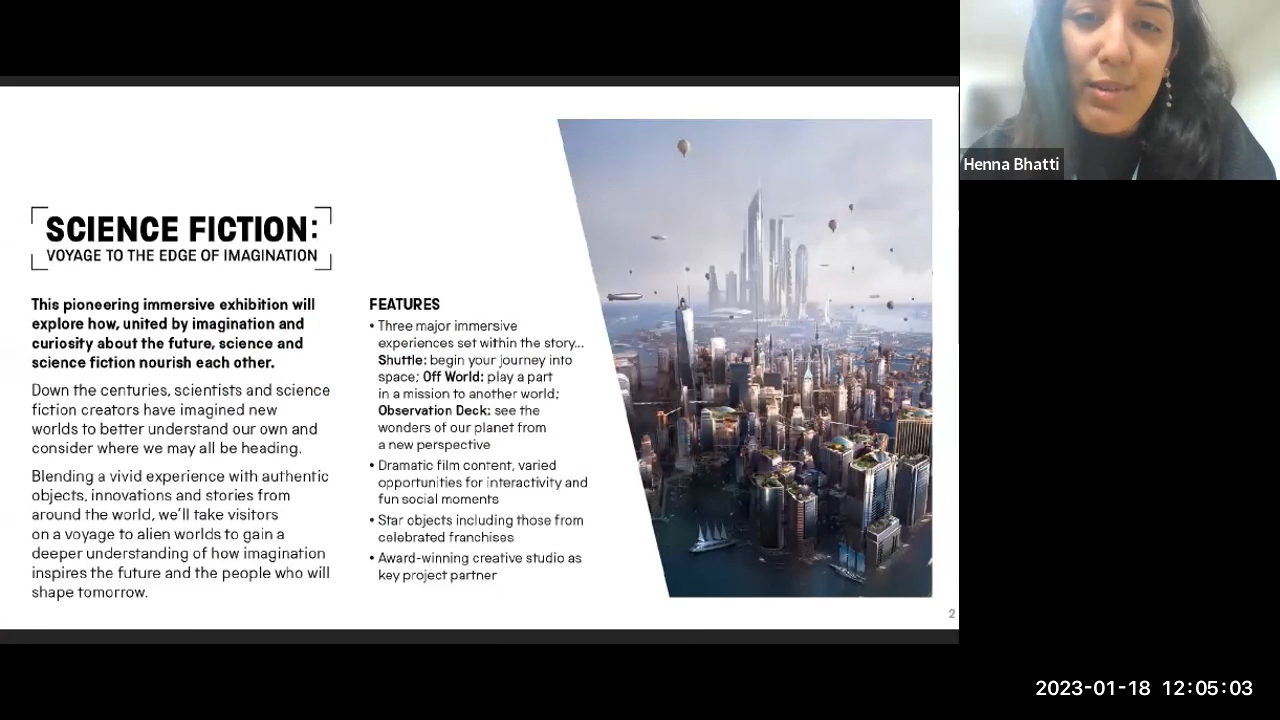 SCIENCE FICTION:
VOYAGE TO THE EDGE OF IMAGINATION
This pioneering immersive exhibition will
explore how, united by imagination and
curiosity about the future, science and
science fiction nourish each other.
Down the centuries, scientists and science
fiction creators have imagined new
worlds to better understand our own and
consider where we may all be heading.
Blending a vivid experience with authentic
objects, innovations and stories from
around the world, we'll take visitors
on a voyage to alien worlds to gain a
deeper understanding of how imagination
inspires the future and the people who will
shape tomorrow.
FEATURES
• Three major immersive
experiences set within the story...
Shuttle: begin your journey into
space; Off World: play a part
in a mission to another world;
Observation Deck: see the
wonders of our planet from
a new perspective
• Dramatic film content, varied
opportunities for interactivity and
fun social moments
• Star objects including those from
celebrated franchises
• Award-winning creative studio as
key project partner
2
Henna Bhatti
2023-01-18 12:05:03